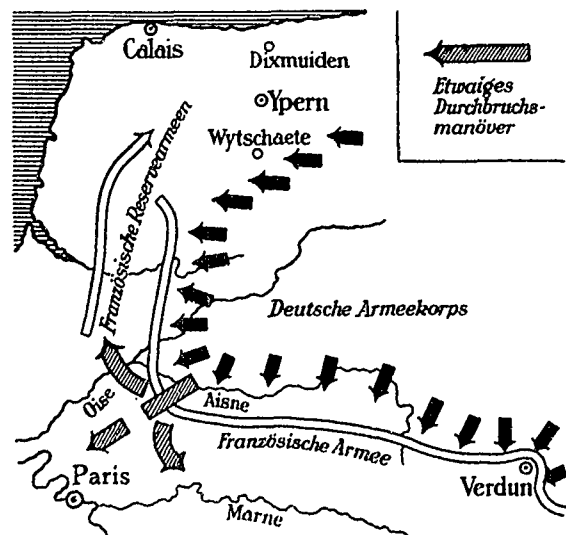 Calais
Dixmuiden
Ypern
Wytschaete
Etwaiges
Durchbruchs-
manöver
Französische Reservearmeen
Deutsche Armeekorps
Oise
Aisne
Französische Armee
Paris
Verdun
Marne